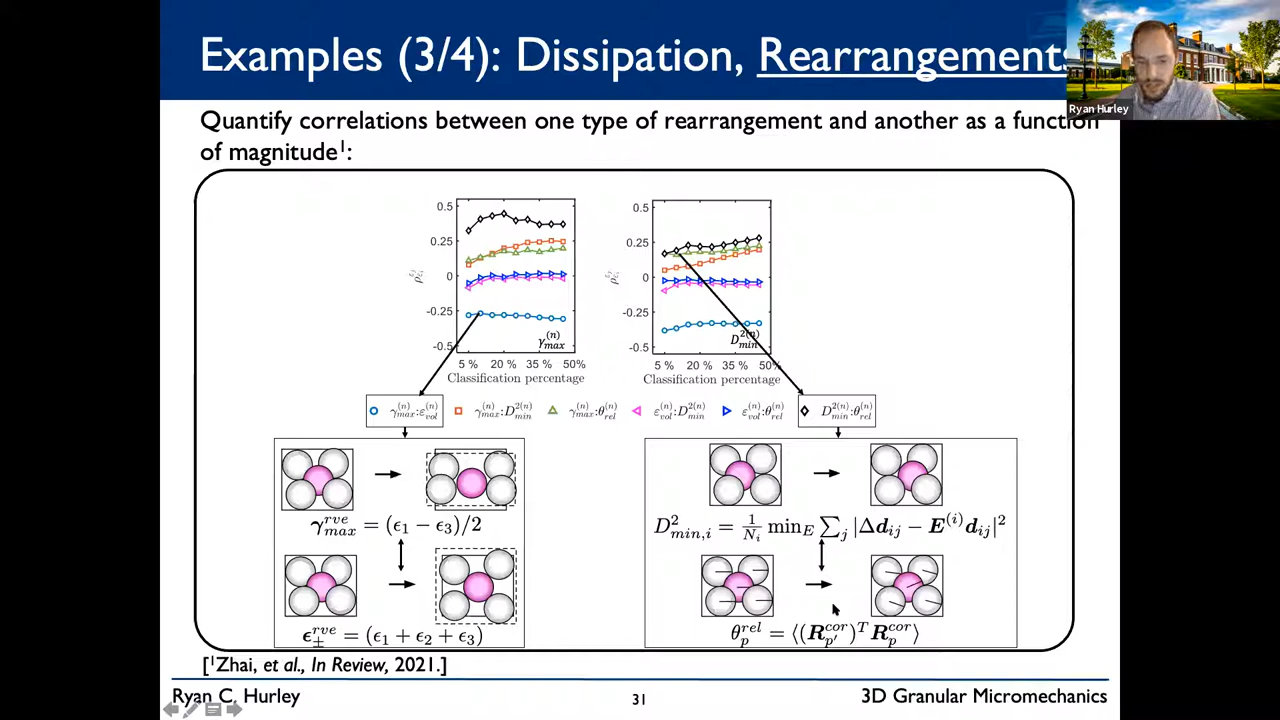 Examples (3/4): Dissipation, Rearrangements
Ryan Hurley
Quantify correlations between one type of rearrangement and another as a function
of magnitude¹:
0.5
0.25
0
-0.25
-0.5
γ_max^(n)
5 % 20 % 35 % 50%
Classification percentage
0.5
0.25
0
-0.25
-0.5
D_min^2(n)
5 % 20 % 35 % 50%
Classification percentage
γ_max^(n):ε_vol^(n) γ_max^(n):D_min^2(n) γ_max^(n):θ_rel^(n) ε_vol^(n):D_min^2(n) ε_vol^(n):θ_rel^(n) D_min^2(n):θ_rel^(n)
γ_max^rve = (ϵ₁ − ϵ₃)/2
ϵ_±^rve = (ϵ₁ + ϵ₂ + ϵ₃)
D²_min,i = 1/N_i min_E ∑_j |Δd_ij − E^(i) d_ij|²
θ_p^rel = ⟨(R_p'^cor)^T R_p^cor⟩
[¹Zhai, et al., In Review, 2021.]
Ryan C. Hurley
31
3D Granular Micromechanics